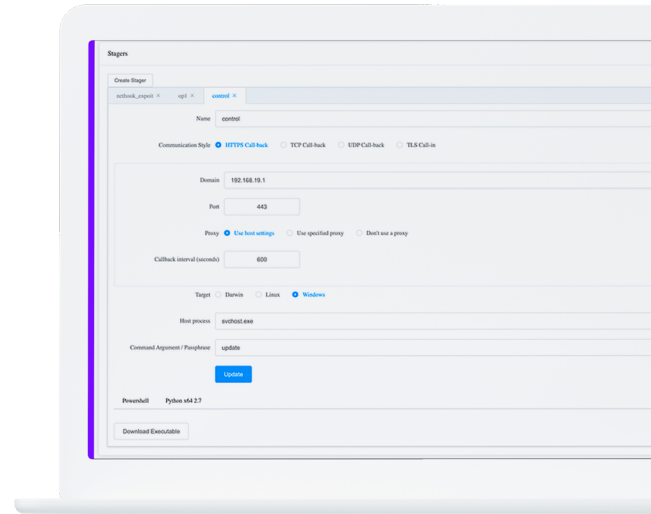 Stagers
Create Stager
nethook_expoit × op1 × control ×
Name control
Communication Style HTTPS Call-back TCP Call-back UDP Call-back TLS Call-in
Domain 192.168.19.1
Port 443
Proxy Use host settings Use specified proxy Don't use a proxy
Callback interval (seconds) 600
Target Darwin Linux Windows
Host process svchost.exe
Command Argument / Passphrase update
Update
Powershell Python x64 2.7
Download Executable